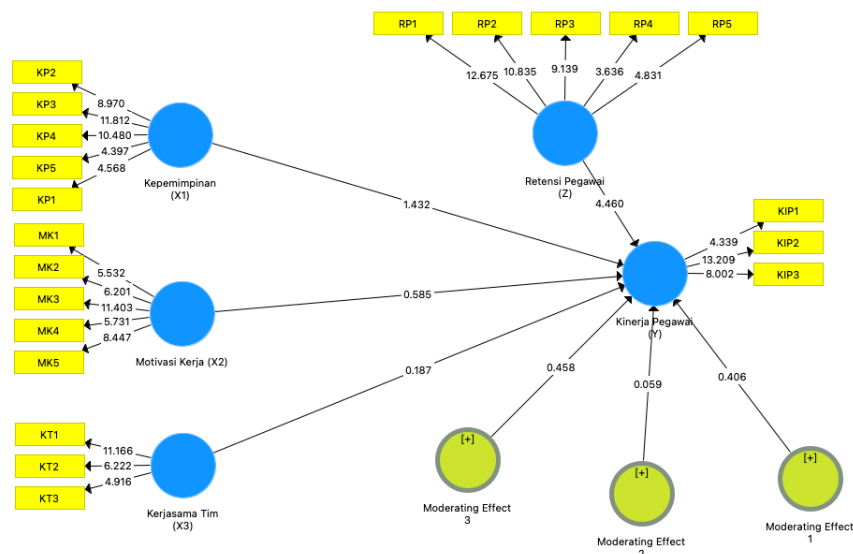 RP1
RP2
RP3
RP4
RP5
12.675
10.835
9.139
3.636
4.831
Retensi Pegawai
(Z)
4.460
KP2
KP3
KP4
KP5
KP1
8.970
11.812
10.480
4.397
4.568
Kepemimpinan
(X1)
1.432
MK1
MK2
MK3
MK4
MK5
5.532
6.201
11.403
5.731
8.447
Motivasi Kerja (X2)
0.585
KIP1
KIP2
KIP3
4.339
13.209
8.002
Kinerja Pegawai
(Y)
KT1
KT2
KT3
11.166
6.222
4.916
Kerjasama Tim
(X3)
0.187
0.458
0.059
0.406
[+]
Moderating Effect
3
[+]
Moderating Effect
2
[+]
Moderating Effect
1